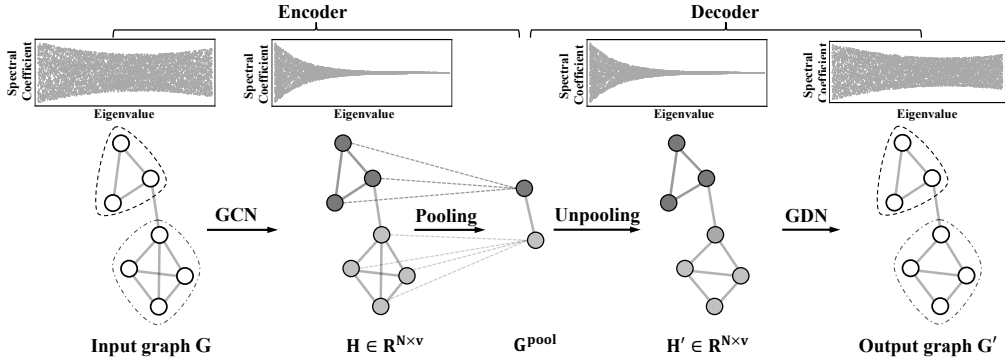 Encoder
Decoder
Spectral
Coefficient
Eigenvalue
Spectral
Coefficient
Eigenvalue
Spectral
Coefficient
Eigenvalue
Spectral
Coefficient
Eigenvalue
GCN
Pooling
Unpooling
GDN
Input graph G
H ∈ R^{N×v}
G^{pool}
H′ ∈ R^{N×v}
Output graph G′